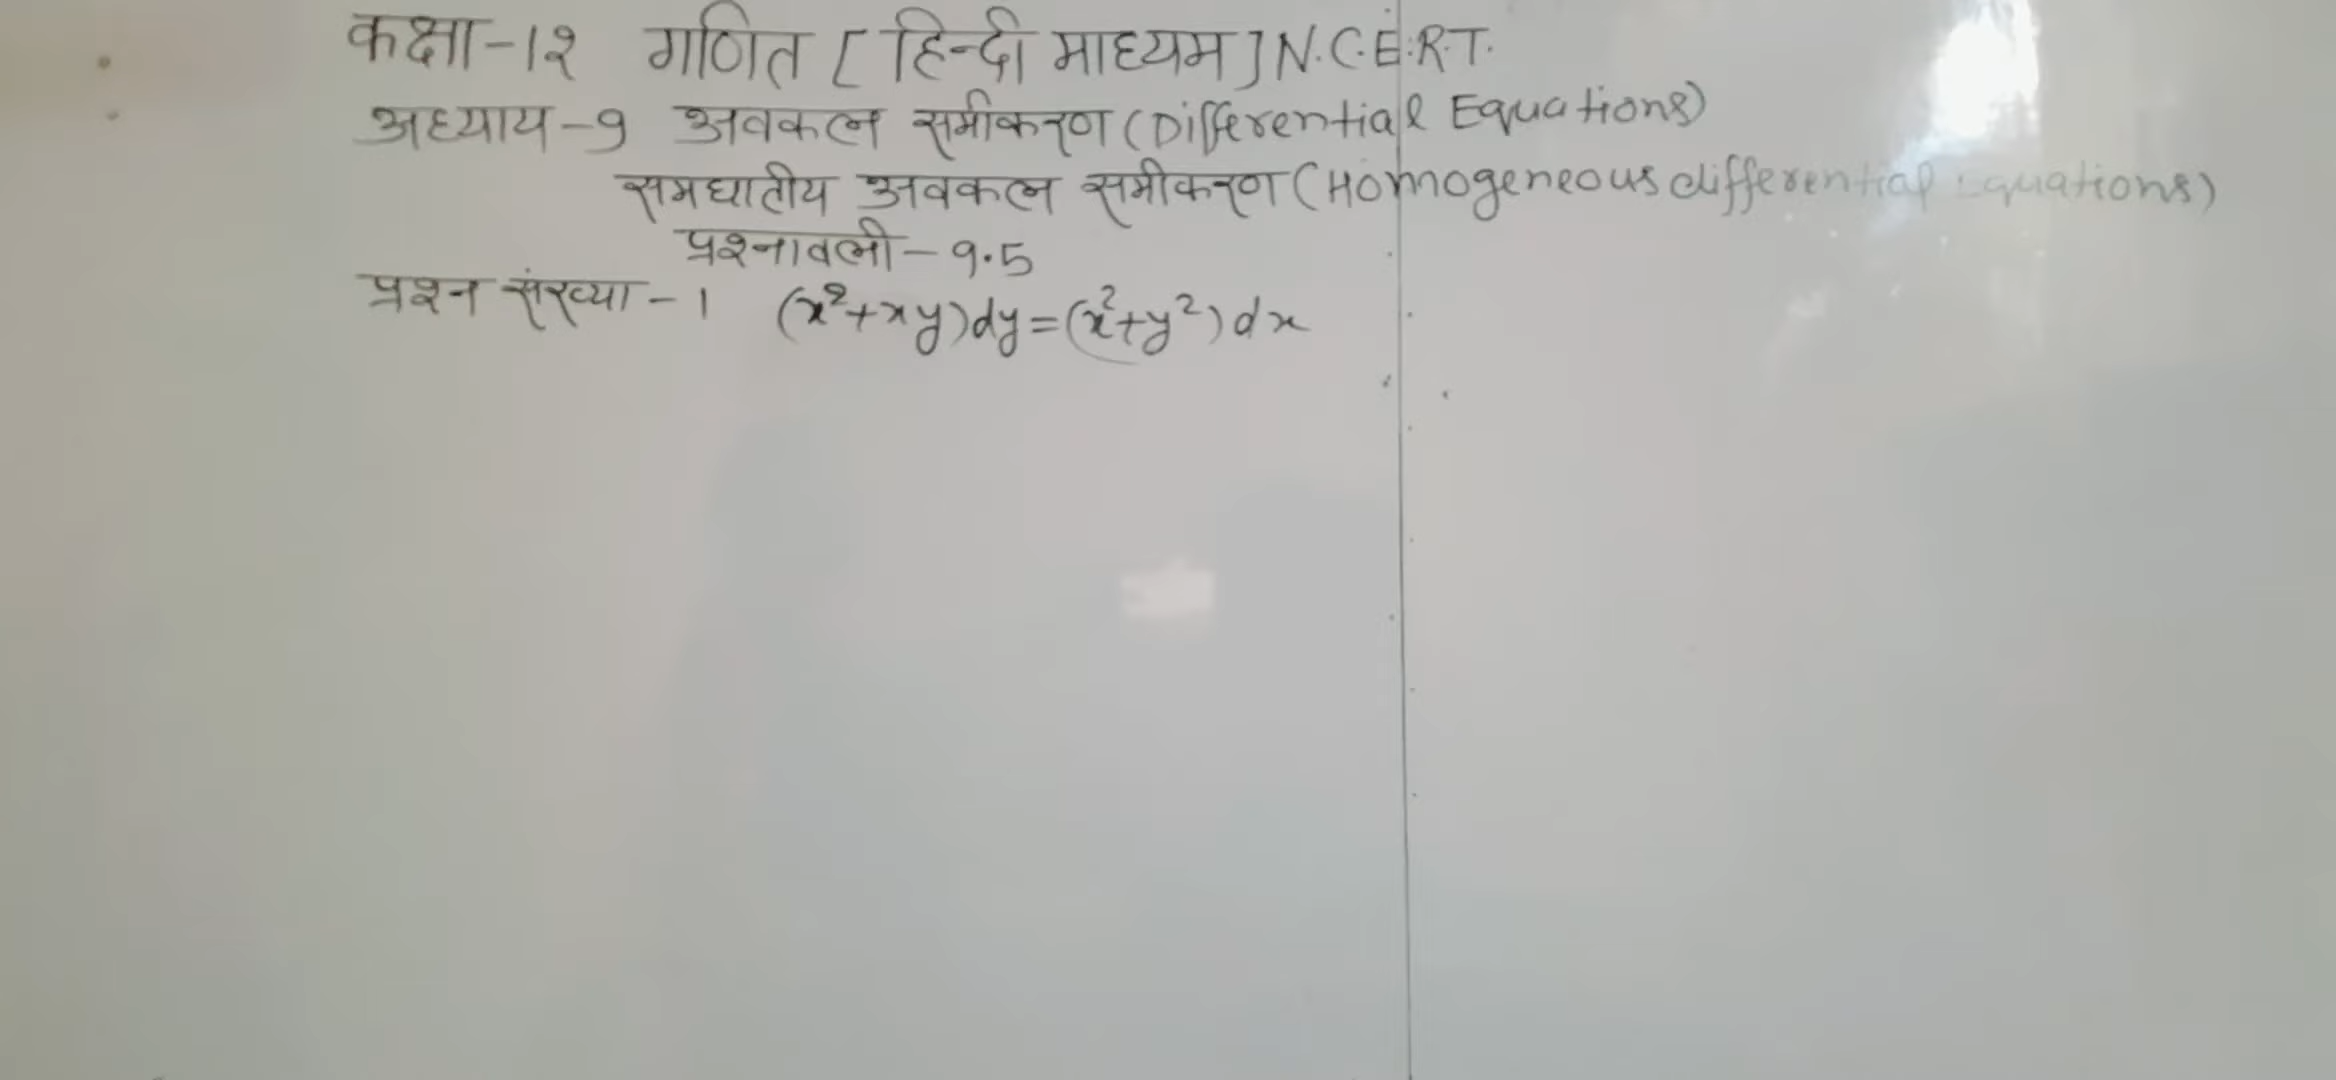 कक्षा-१२ गणित [हिन्दी माध्यम] N.C.E.R.T.
अध्याय-9 अवकल समीकरण (Differential Equations)
समघातीय अवकल समीकरण (Homogeneous differential Equations)
प्रश्नावली-9.5
प्रश्न संख्या-1 (x²+xy)dy=(x²+y²)dx